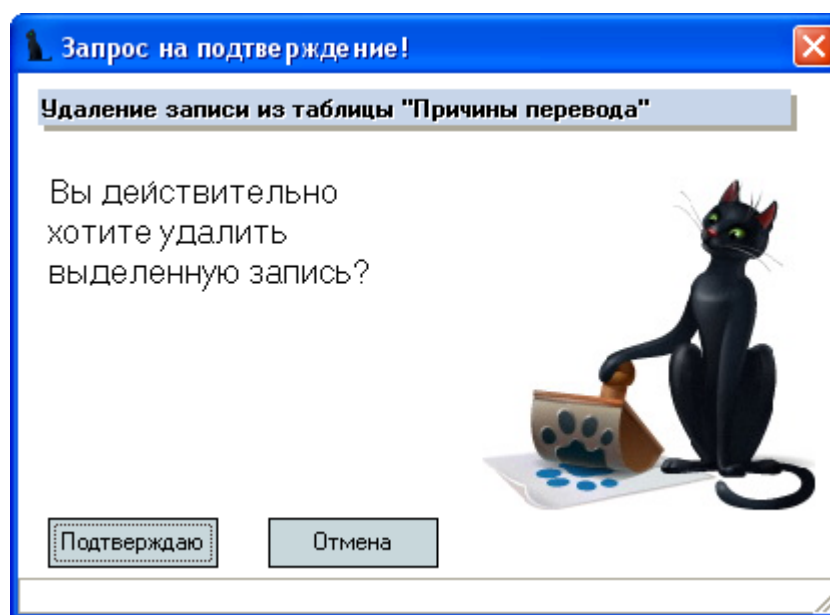 Запрос на подтверждение!
Удаление записи из таблицы "Причины перевода"
Вы действительно
хотите удалить
выделенную запись?
Подтверждаю
Отмена